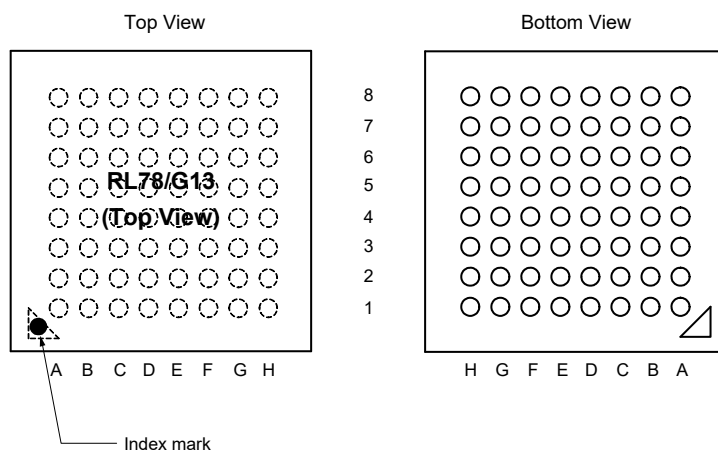 Top View
Bottom View
RL78/G13
(Top View)
8
7
6
5
4
3
2
1
A B C D E F G H
H G F E D C B A
Index mark